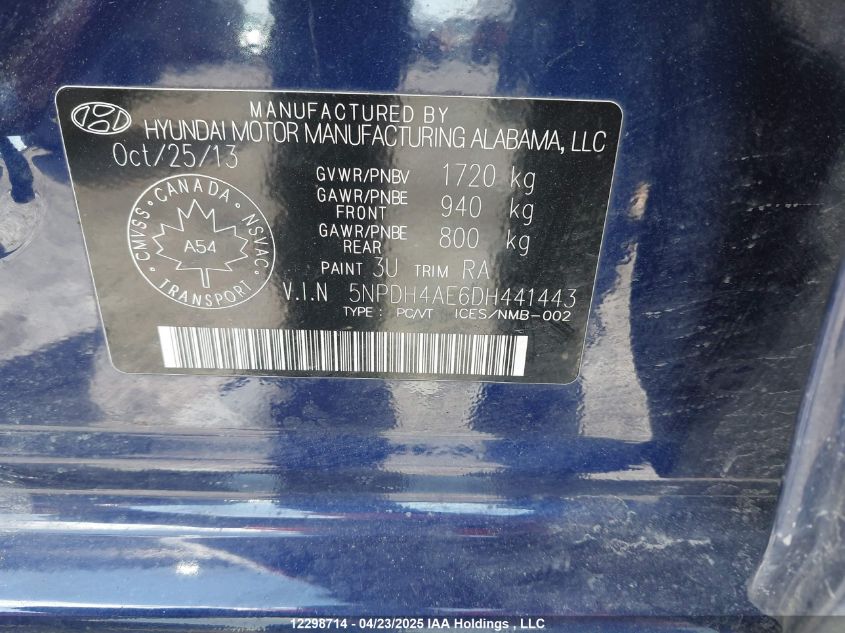 MANUFACTURED BY
HYUNDAI MOTOR MANUFACTURING ALABAMA, LLC
Oct/25/13
GVWR/PNBV 1720 kg
GAWR/PNBE FRONT 940 kg
GAWR/PNBE REAR 800 kg
CANADA
CMVSS NSVAC
A54
TRANSPORT
PAINT 3U TRIM RA
V.I.N 5NPDH4AE6DH441443
TYPE : PC/VT ICES/NMB-002
12298714 - 04/23/2025 IAA Holdings , LLC